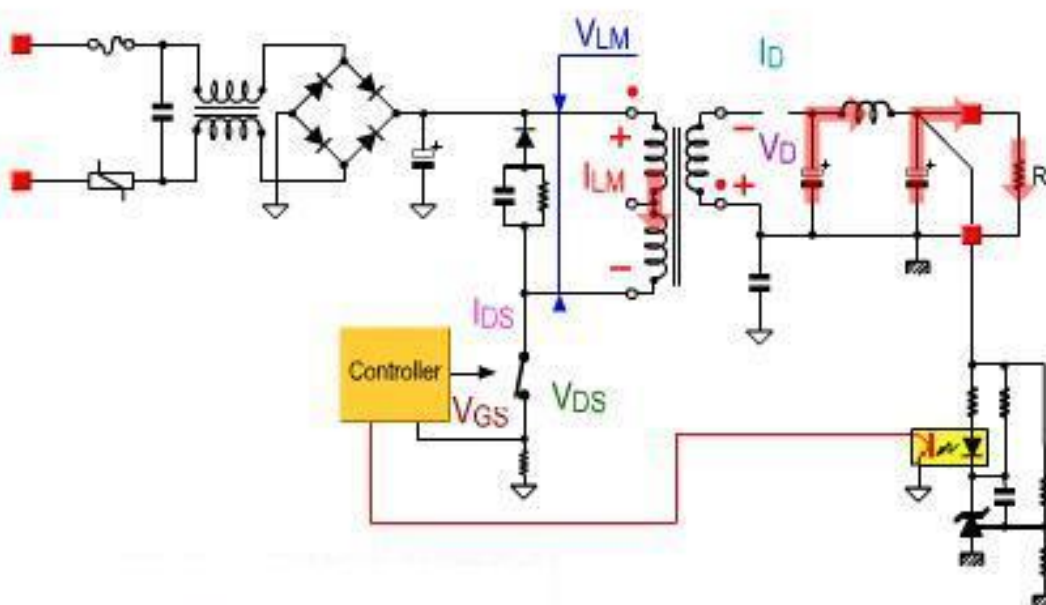 VLM
ID
+
+
−
VD
+
+
R
ILM
+
−
IDS
Controller
VGS
VDS